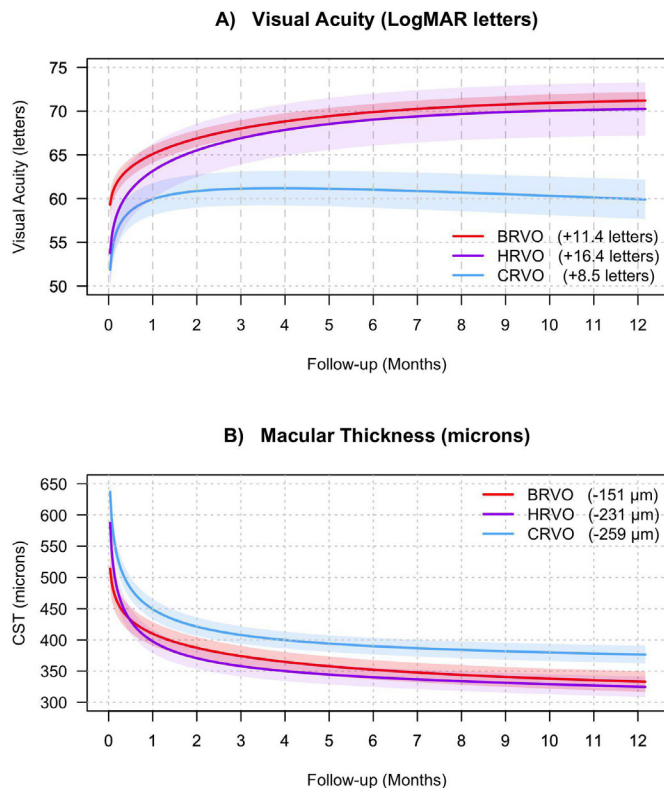 A) Visual Acuity (LogMAR letters)
Visual Acuity (letters)
75
70
65
60
55
50
BRVO (+11.4 letters)
HRVO (+16.4 letters)
CRVO (+8.5 letters)
0 1 2 3 4 5 6 7 8 9 10 11 12
Follow-up (Months)
B) Macular Thickness (microns)
CST (microns)
650
600
550
500
450
400
350
300
BRVO (-151 μm)
HRVO (-231 μm)
CRVO (-259 μm)
0 1 2 3 4 5 6 7 8 9 10 11 12
Follow-up (Months)